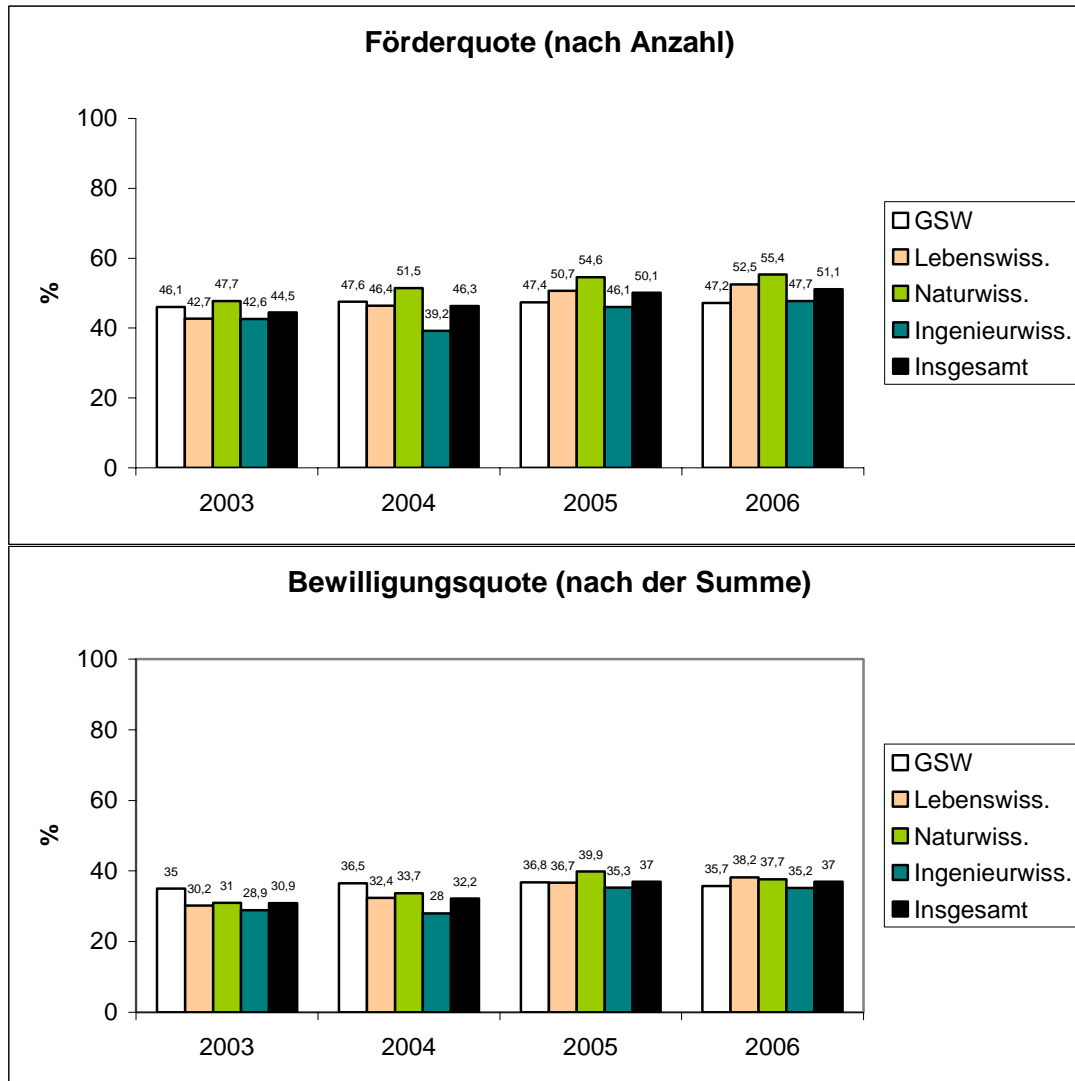 Förderquote (nach Anzahl)
100
80
60
40
20
0
%
46,1 42,7 47,7 42,6 44,5
47,6 46,4 51,5 39,2 46,3
47,4 50,7 54,6 46,1 50,1
47,2 52,5 55,4 47,7 51,1
2003 2004 2005 2006
GSW
Lebenswiss.
Naturwiss.
Ingenieurwiss.
Insgesamt
Bewilligungsquote (nach der Summe)
100
80
60
40
20
0
%
35 30,2 31 28,9 30,9
36,5 32,4 33,7 28 32,2
36,8 36,7 39,9 35,3 37
35,7 38,2 37,7 35,2 37
2003 2004 2005 2006
GSW
Lebenswiss.
Naturwiss.
Ingenieurwiss.
Insgesamt